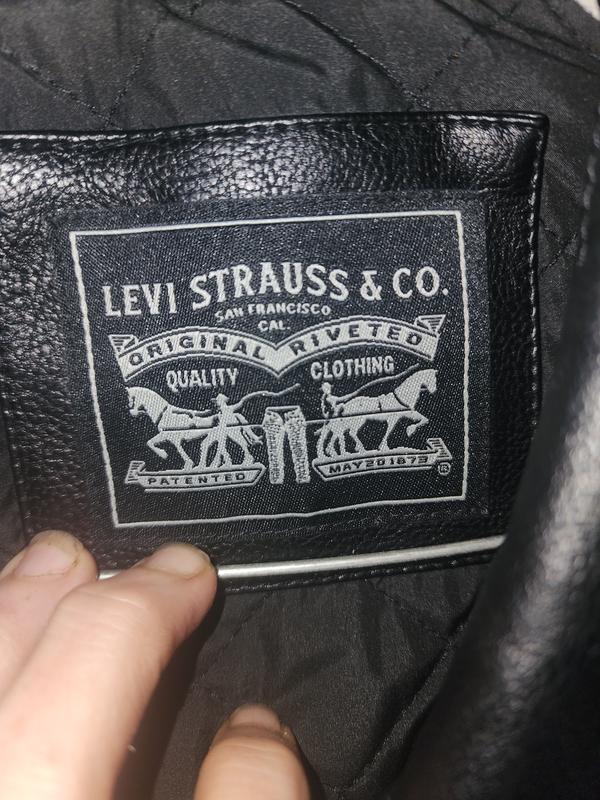 LEVI STRAUSS & CO.
SAN FRANCISCO
CAL.
ORIGINAL RIVETED
QUALITY CLOTHING
PATENTED MAY 20 1873 ®